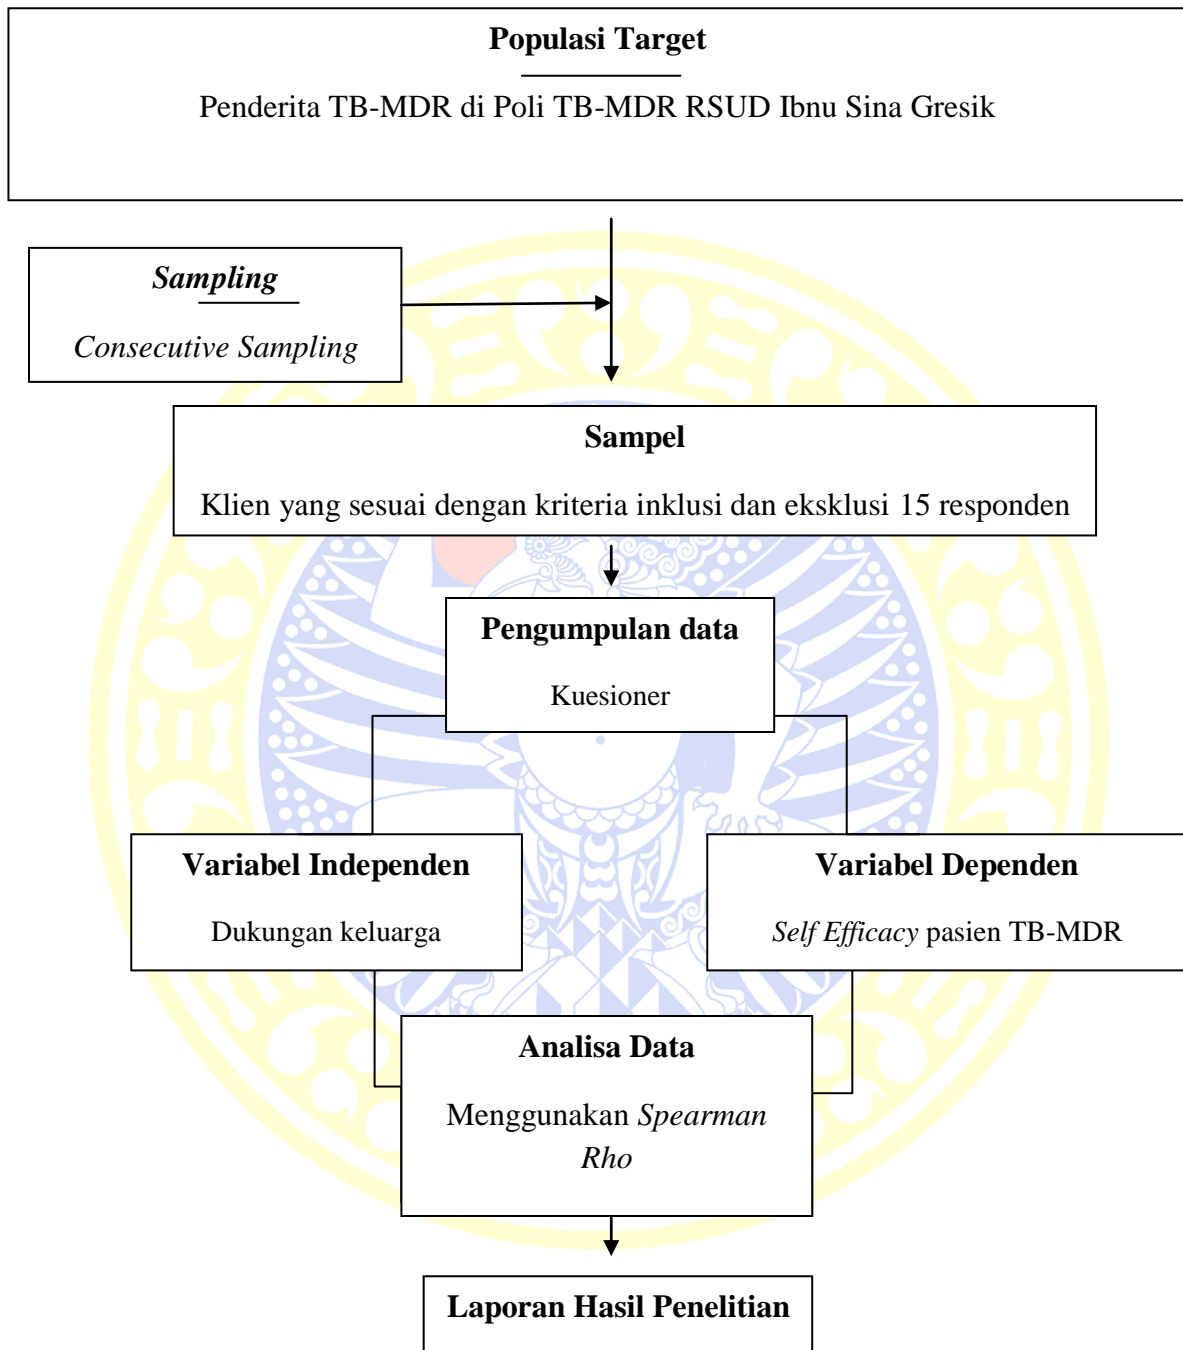 Populasi Target
Penderita TB-MDR di Poli TB-MDR RSUD Ibnu Sina Gresik
Sampling
Consecutive Sampling
Sampel
Klien yang sesuai dengan kriteria inklusi dan eksklusi 15 responden
Pengumpulan data
Kuesioner
Variabel Independen
Dukungan keluarga
Variabel Dependen
Self Efficacy pasien TB-MDR
Analisa Data
Menggunakan Spearman
Rho
Laporan Hasil Penelitian